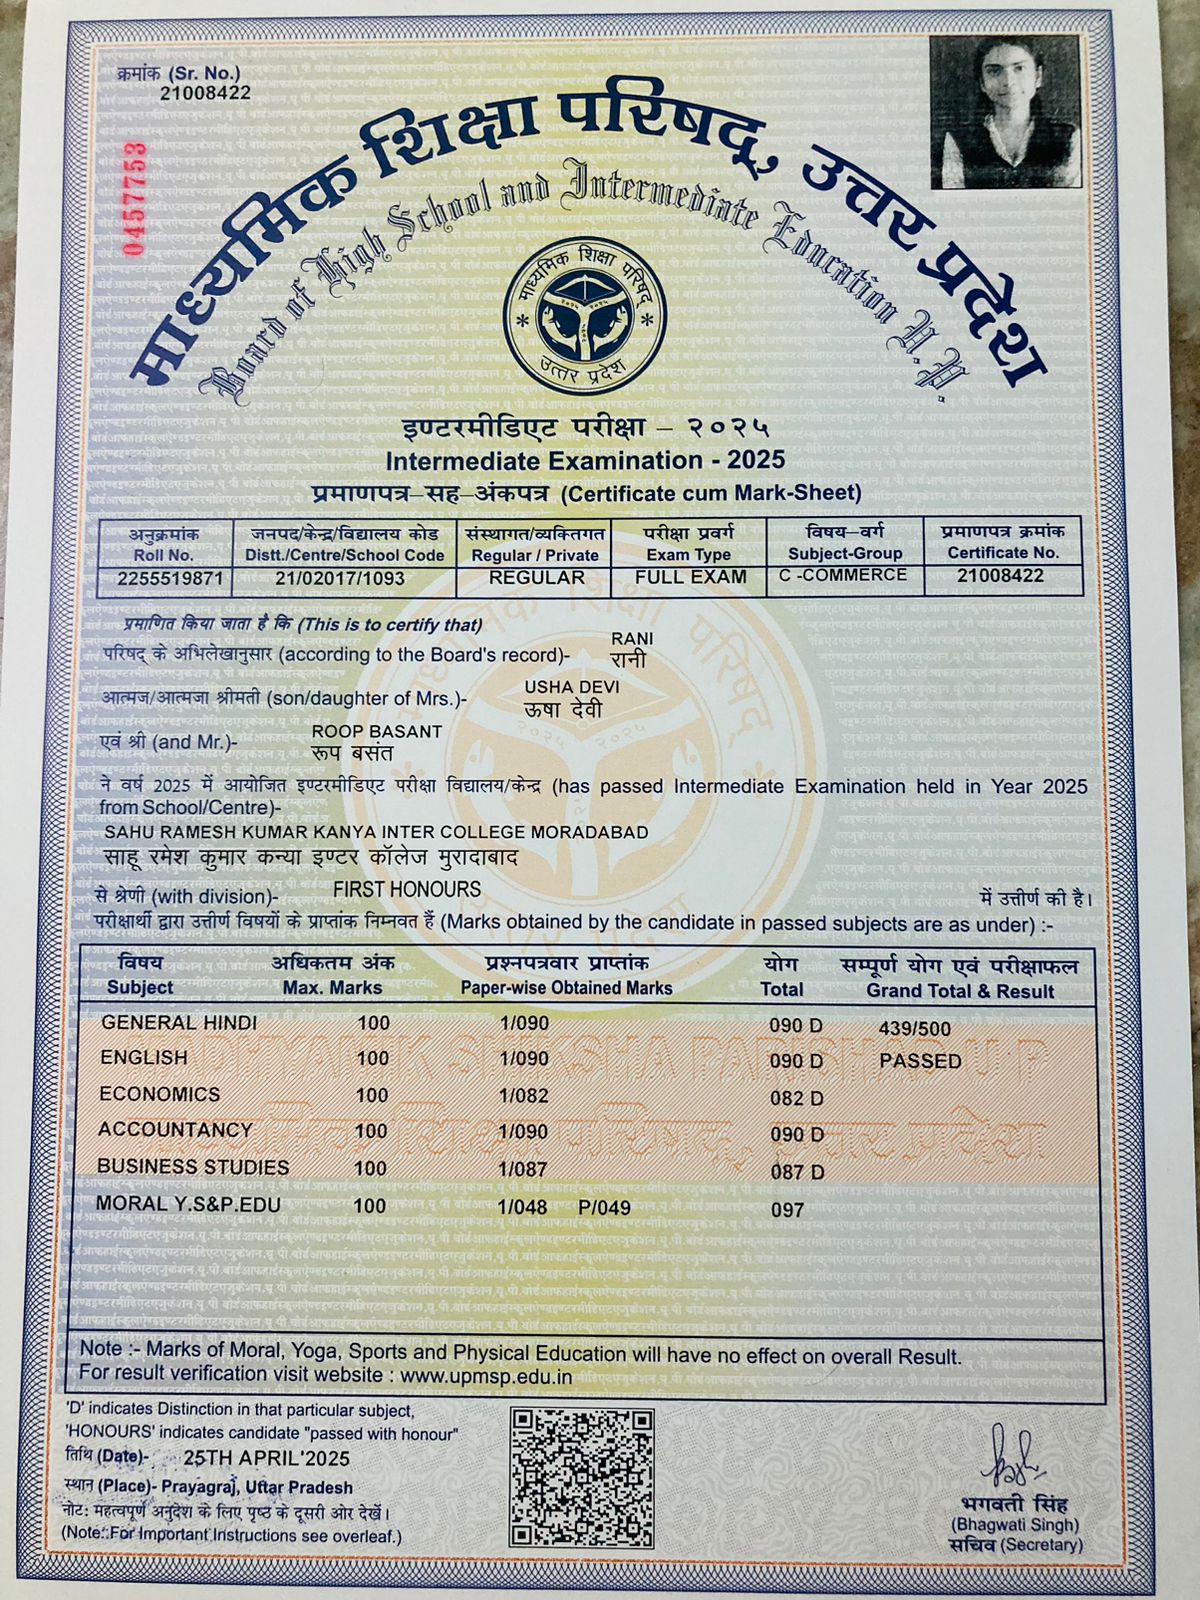 क्रमांक (Sr. No.)
21008422
0457753
माध्यमिक शिक्षा परिषद्, उत्तर प्रदेश
Board of High School and Intermediate Education U.P.
माध्यमिक शिक्षा परिषद्
उत्तर प्रदेश
इण्टरमीडिएट परीक्षा – २०२५
Intermediate Examination - 2025
प्रमाणपत्र–सह–अंकपत्र (Certificate cum Mark-Sheet)
अनुक्रमांक जनपद/केन्द्र/विद्यालय कोड संस्थागत/व्यक्तिगत परीक्षा प्रवर्ग विषय–वर्ग प्रमाणपत्र क्रमांक
Roll No. Distt./Centre/School Code Regular / Private Exam Type Subject-Group Certificate No.
2255519871 21/02017/1093 REGULAR FULL EXAM C -COMMERCE 21008422
प्रमाणित किया जाता है कि (This is to certify that)
RANI
परिषद् के अभिलेखानुसार (according to the Board's record)- रानी
USHA DEVI
आत्मज/आत्मजा श्रीमती (son/daughter of Mrs.)- ऊषा देवी
ROOP BASANT
एवं श्री (and Mr.)- रूप बसंत
ने वर्ष 2025 में आयोजित इण्टरमीडिएट परीक्षा विद्यालय/केन्द्र (has passed Intermediate Examination held in Year 2025
from School/Centre)-
SAHU RAMESH KUMAR KANYA INTER COLLEGE MORADABAD
साहू रमेश कुमार कन्या इण्टर कॉलेज मुरादाबाद
से श्रेणी (with division)- FIRST HONOURS में उत्तीर्ण की है।
परीक्षार्थी द्वारा उत्तीर्ण विषयों के प्राप्तांक निम्नवत हैं (Marks obtained by the candidate in passed subjects are as under) :-
विषय अधिकतम अंक प्रश्नपत्रवार प्राप्तांक योग सम्पूर्ण योग एवं परीक्षाफल
Subject Max. Marks Paper-wise Obtained Marks Total Grand Total & Result
GENERAL HINDI 100 1/090 090 D 439/500
ENGLISH 100 1/090 090 D PASSED
ECONOMICS 100 1/082 082 D
ACCOUNTANCY 100 1/090 090 D
BUSINESS STUDIES 100 1/087 087 D
MORAL Y.S&P.EDU 100 1/048 P/049 097
Note :- Marks of Moral, Yoga, Sports and Physical Education will have no effect on overall Result.
For result verification visit website : www.upmsp.edu.in
'D' indicates Distinction in that particular subject,
'HONOURS' indicates candidate "passed with honour"
तिथि (Date)- 25TH APRIL'2025
स्थान (Place)- Prayagraj, Uttar Pradesh
नोट: महत्वपूर्ण अनुदेश के लिए पृष्ठ के दूसरी ओर देखें।
(Note:.For Important Instructions see overleaf.)
भगवती सिंह
(Bhagwati Singh)
सचिव (Secretary)